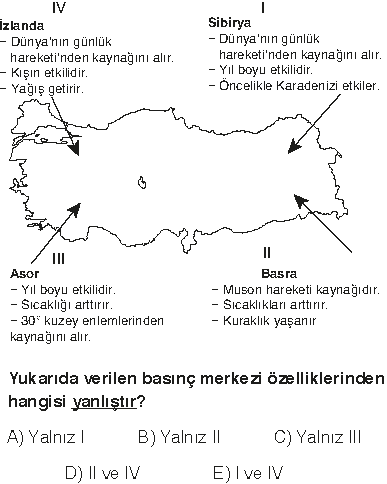 IV
İzlanda
− Dünya'nın günlük
hareketi'nden kaynağını alır.
− Kışın etkilidir.
− Yağış getirir.
I
Sibirya
− Dünya'nın günlük
hareketi'nden kaynağını alır.
− Yıl boyu etkilidir.
− Öncelikle Karadenizi etkiler.
III
Asor
− Yıl boyu etkilidir.
− Sıcaklığı arttırır.
− 30° kuzey enlemlerinden
kaynağını alır.
II
Basra
− Muson hareketi kaynağıdır.
− Sıcaklıkları arttırır.
− Kuraklık yaşanır
Yukarıda verilen basınç merkezi özelliklerinden
hangisi yanlıştır?
A) Yalnız I B) Yalnız II C) Yalnız III
D) II ve IV E) I ve IV